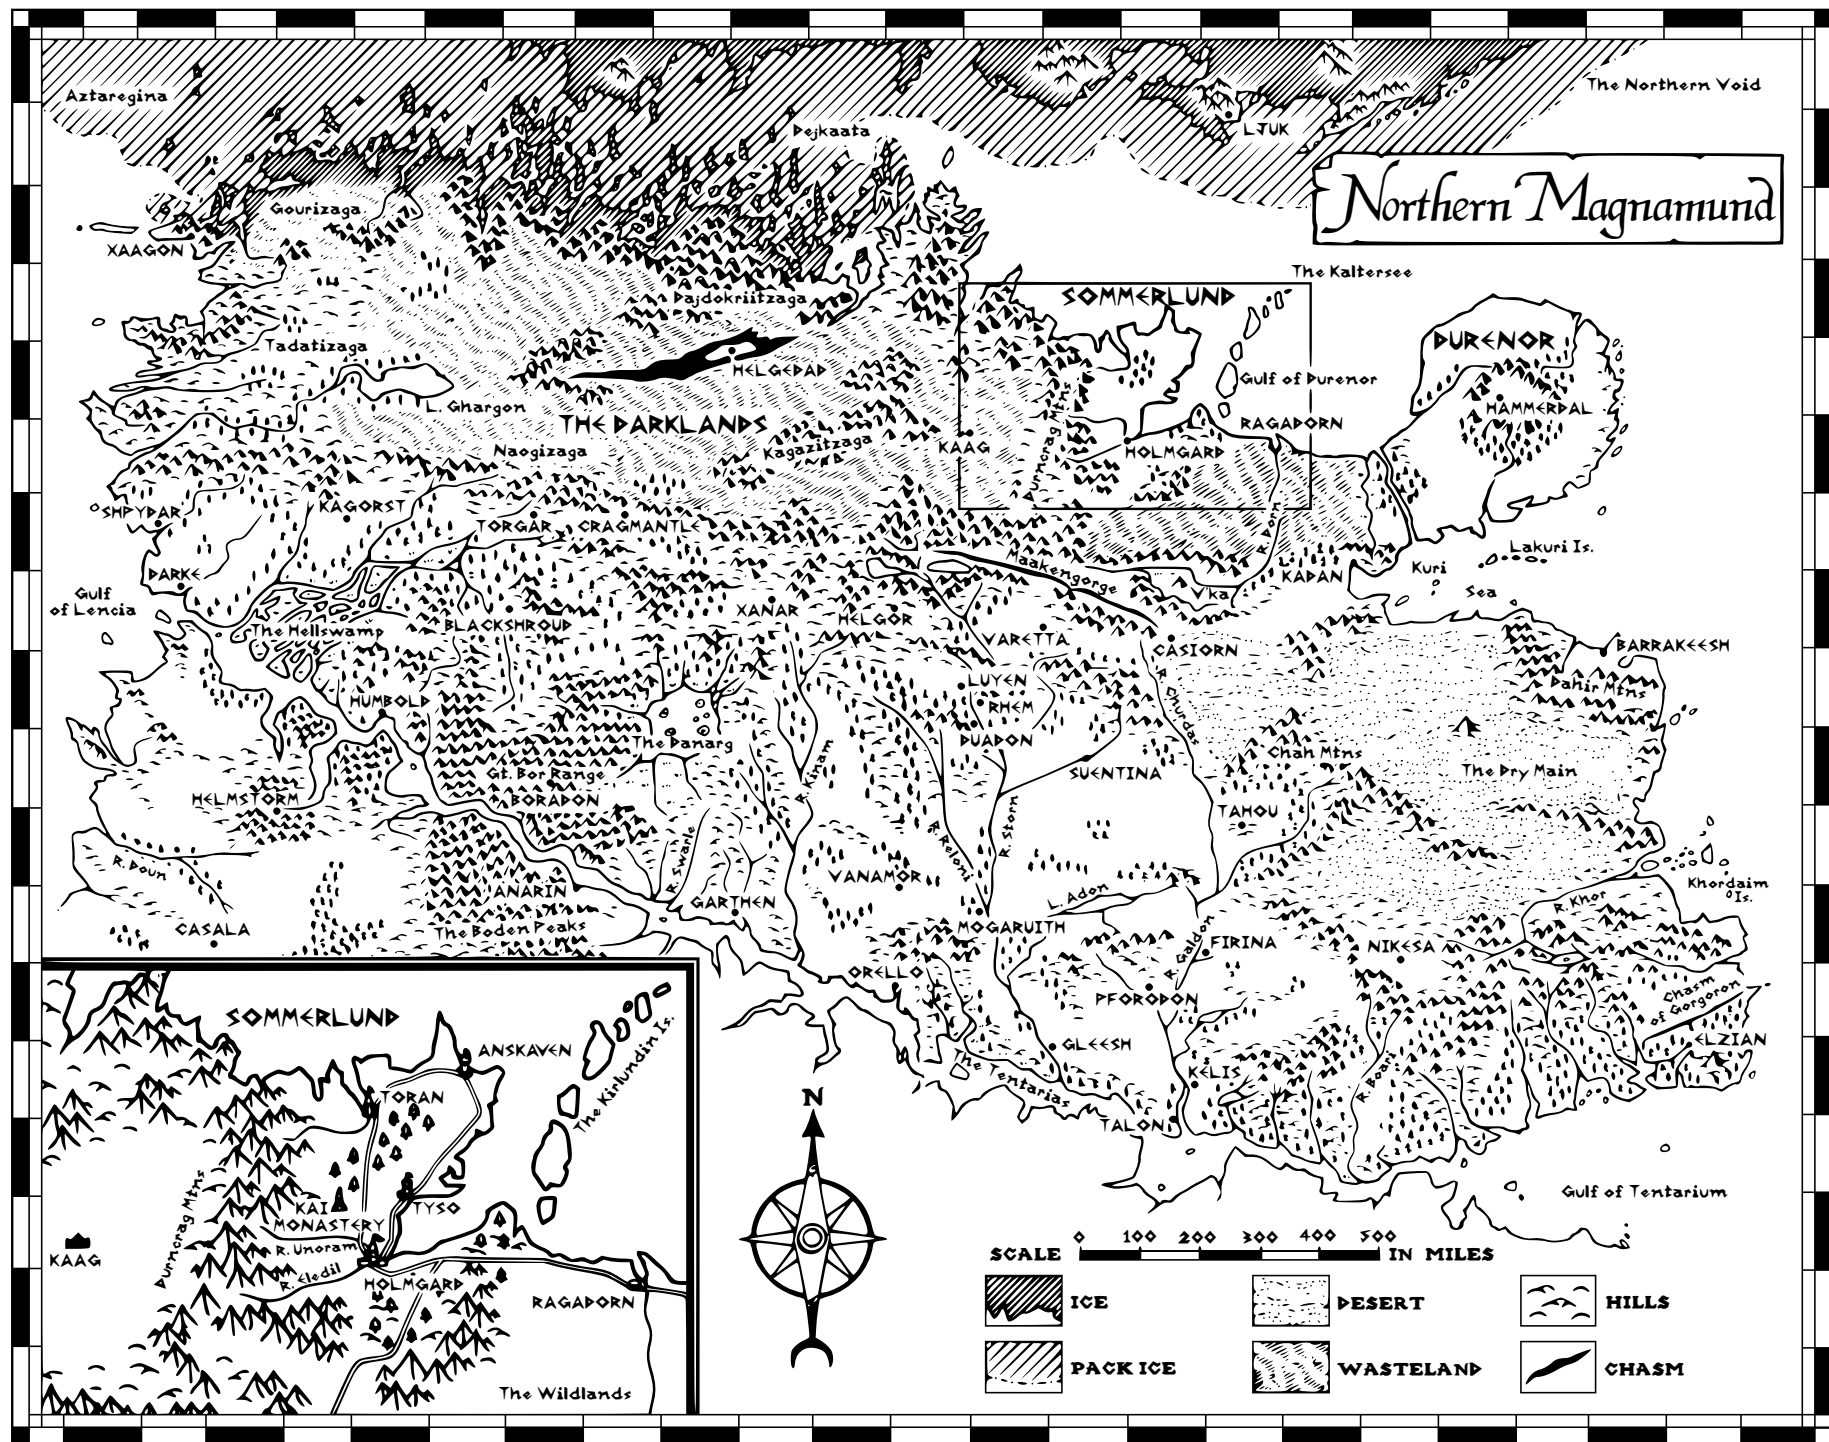 Aztaregina
The Northern Void
Dejkaata
LJUK
Northern Magnamund
Gourizaga
XAAGON
The Kaltersee
Dajdokriitzaga
SOMMERLUND
DURENOR
Tadatizaga
HELGEDAD
Gulf of Durenor
L. Ghargon
HAMMERDAL
THE DARKLANDS
RAGADORN
Naogizaga
Kagazitzaga
KAAG
Durncrag Mtns
HOLMGARD
SHPYDAR
KAGORST
TORGAR
CRAGMANTLE
R. Dorn
Lakuri Is.
DARKE
Maakengorge
KADAN
Kuri
Sea
Gulf
of Lencia
V'ka
XANAR
HELGOR
The Hellswamp
BLACKSHROUD
VARETTA
CASIORN
BARRAKEESH
LUYEN
R. Churdas
Dahir Mtns
HUMBOLD
RHEM
DUADON
The Danarg
Chah Mtns
SUENTINA
The Dry Main
Gt. Bor Range
R. Kinam
HELMSTORM
BORADON
TAHOU
R. Storn
R. Reloni
R. Swarle
R. Doun
VANAMOR
ANARIN
L. Adon
Khordaim
Is.
GARTHEN
R. Khor
CASALA
The Boden Peaks
MOGARUITH
FIRINA
NIKESA
R. Galdon
ORELLO
PFORODON
Chasm
of Gorgoron
SOMMERLUND
ELZIAN
ANSKAVEN
The Kirlundin Is.
GLEESH
The Tentarias
KELIS
R. Boari
TORAN
N
TALON
Durncrag Mtns
KAI
MONASTERY
TYSO
Gulf of Tentarium
KAAG
R. Unoram
R. Eledil
HOLMGARD
RAGADORN
The Wildlands
0 100 200 300 400 500
SCALE IN MILES
ICE
DESERT
HILLS
PACK ICE
WASTELAND
CHASM